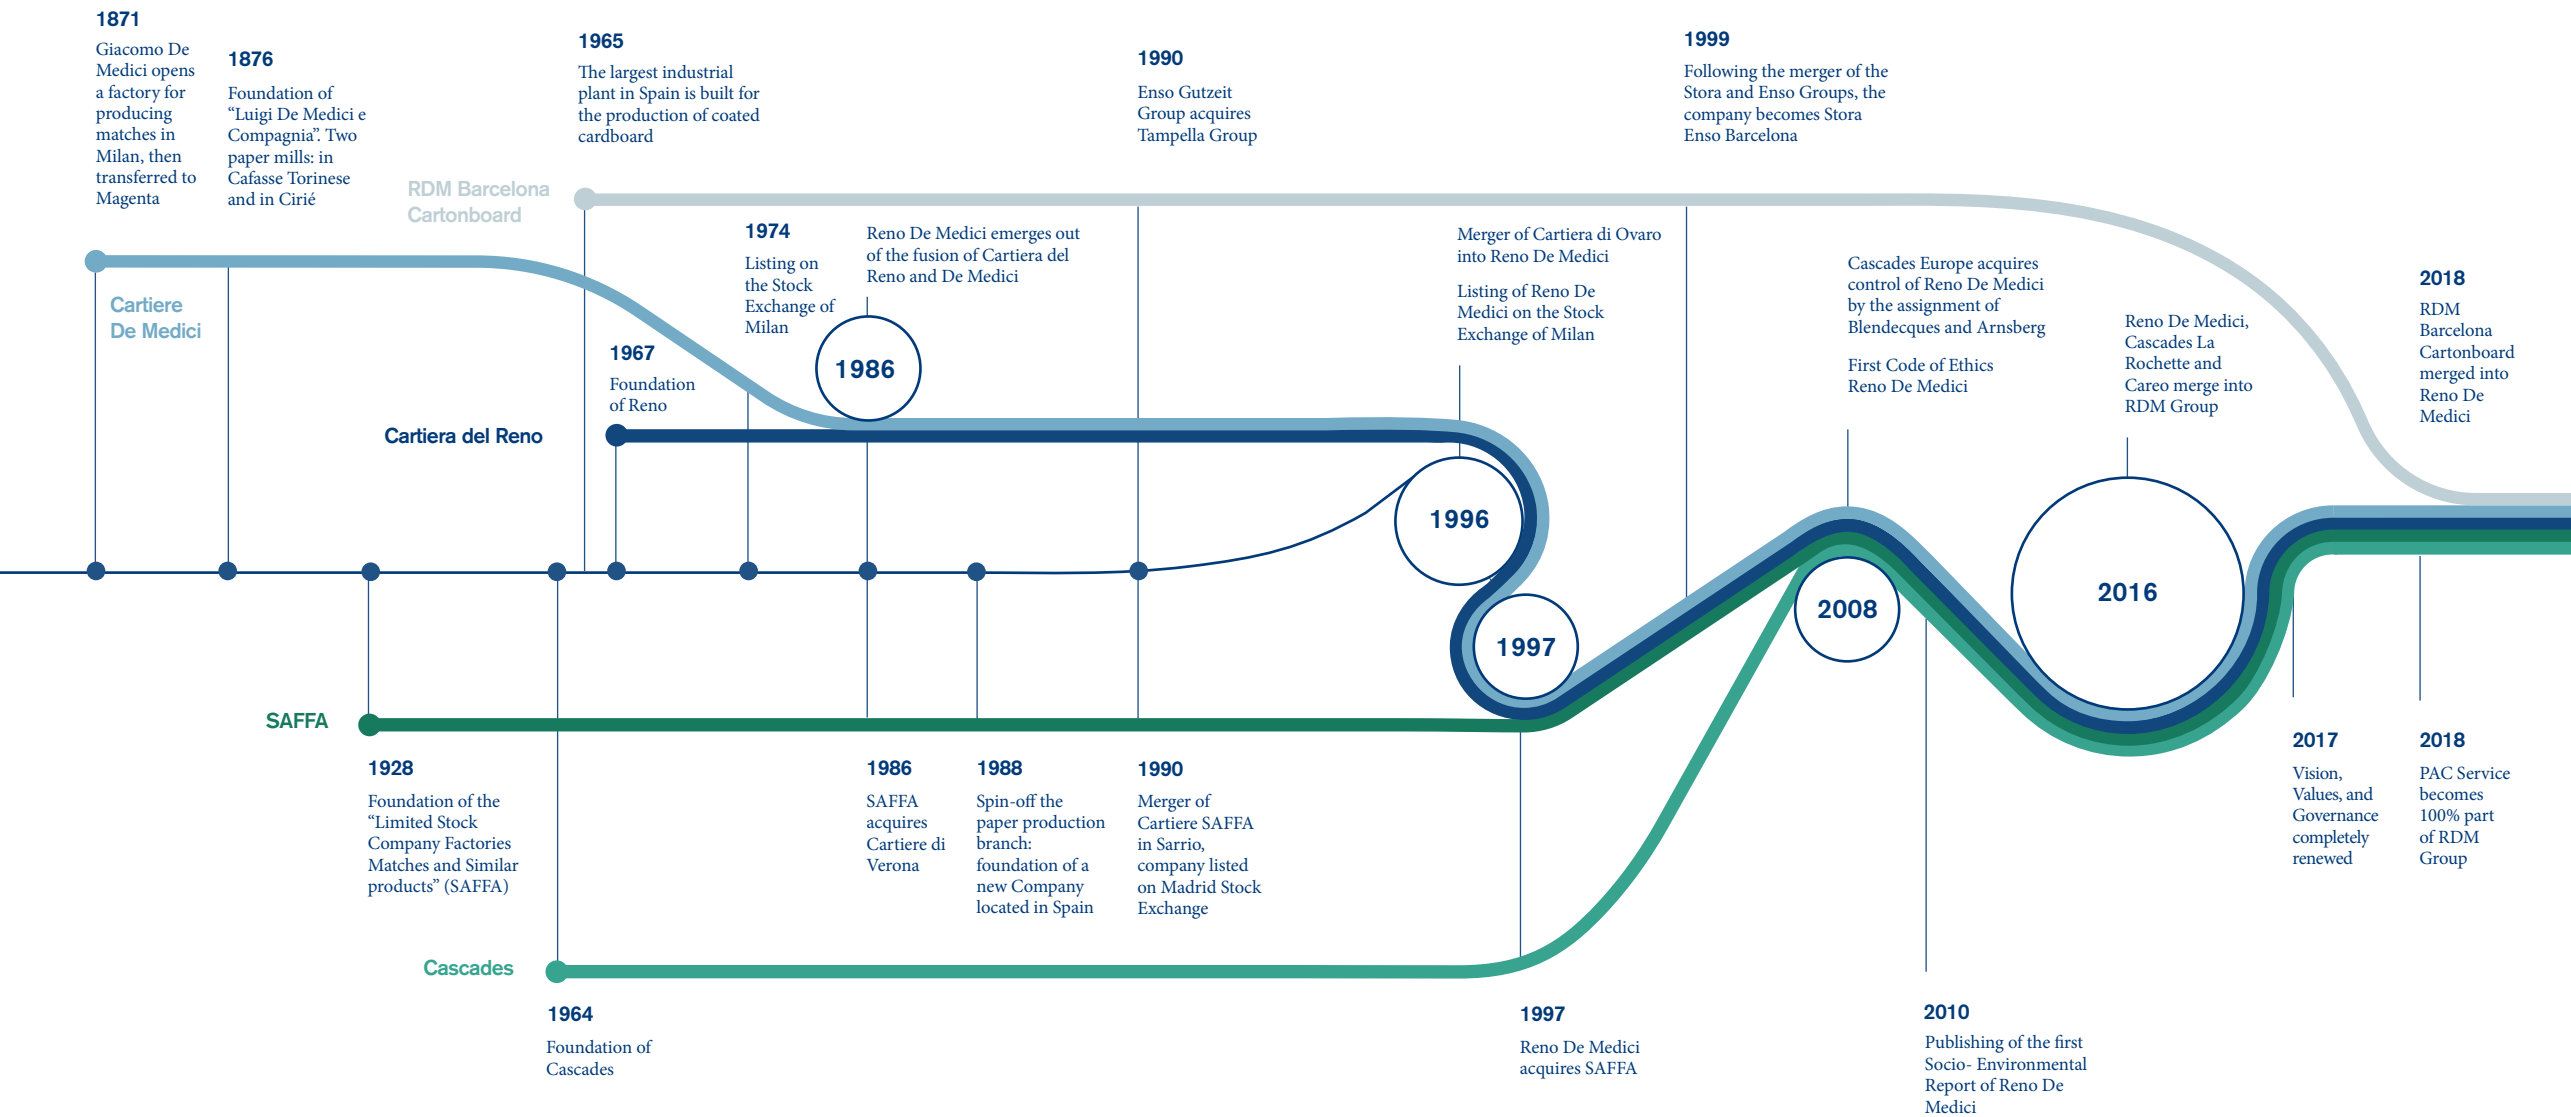 1871
Giacomo De
Medici opens
a factory for
producing
matches in
Milan, then
transferred to
Magenta
1876
Foundation of
“Luigi De Medici e
Compagnia”. Two
paper mills: in
Cafasse Torinese
and in Cirié
1965
The largest industrial
plant in Spain is built for
the production of coated
cardboard
1990
Enso Gutzeit
Group acquires
Tampella Group
1999
Following the merger of the
Stora and Enso Groups, the
company becomes Stora
Enso Barcelona
RDM Barcelona
Cartonboard
Cartiere
De Medici
1974
Listing on
the Stock
Exchange of
Milan
Reno De Medici emerges out
of the fusion of Cartiera del
Reno and De Medici
1986
1967
Foundation
of Reno
Cartiera del Reno
Merger of Cartiera di Ovaro
into Reno De Medici
Listing of Reno De
Medici on the Stock
Exchange of Milan
1996
1997
Cascades Europe acquires
control of Reno De Medici
by the assignment of
Blendecques and Arnsberg
First Code of Ethics
Reno De Medici
2008
Reno De Medici,
Cascades La
Rochette and
Careo merge into
RDM Group
2016
2018
RDM
Barcelona
Cartonboard
merged into
Reno De
Medici
SAFFA
1928
Foundation of the
“Limited Stock
Company Factories
Matches and Similar
products” (SAFFA)
1986
SAFFA
acquires
Cartiere di
Verona
1988
Spin-off the
paper production
branch:
foundation of a
new Company
located in Spain
1990
Merger of
Cartiere SAFFA
in Sarrio,
company listed
on Madrid Stock
Exchange
2017
Vision,
Values, and
Governance
completely
renewed
2018
PAC Service
becomes
100% part
of RDM
Group
Cascades
1964
Foundation of
Cascades
1997
Reno De Medici
acquires SAFFA
2010
Publishing of the first
Socio- Environmental
Report of Reno De
Medici